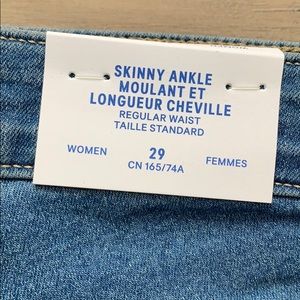 SKINNY ANKLE
MOULANT ET
LONGUEUR CHEVILLE
REGULAR WAIST
TAILLE STANDARD
WOMEN 29 FEMMES
CN 165/74A